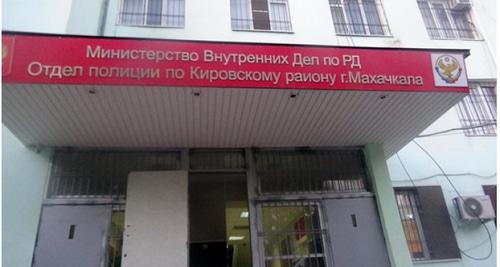 Министерство Внутренних Дел по РД
Отдел полиции по Кировскому району г.Махачкала